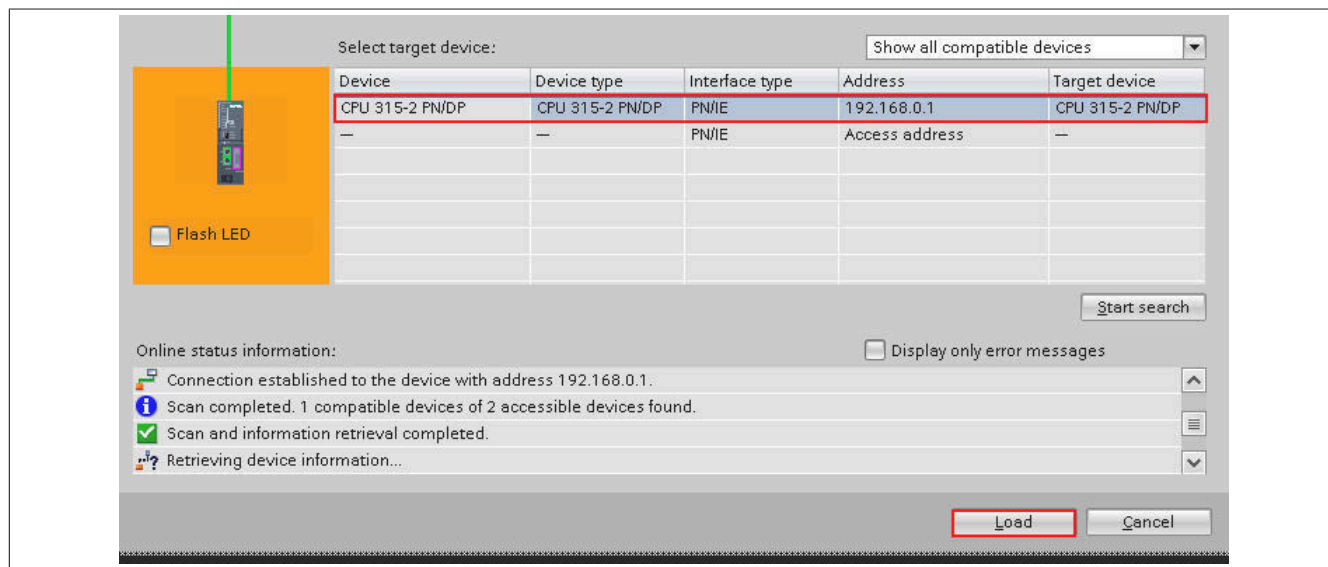 Select target device: Show all compatible devices
Device Device type Interface type Address Target device
CPU 315-2 PN/DP CPU 315-2 PN/DP PN/IE 192.168.0.1 CPU 315-2 PN/DP
— — PN/IE Access address —
Flash LED
Start search
Online status information: Display only error messages
Connection established to the device with address 192.168.0.1.
Scan completed. 1 compatible devices of 2 accessible devices found.
Scan and information retrieval completed.
Retrieving device information...
Load Cancel